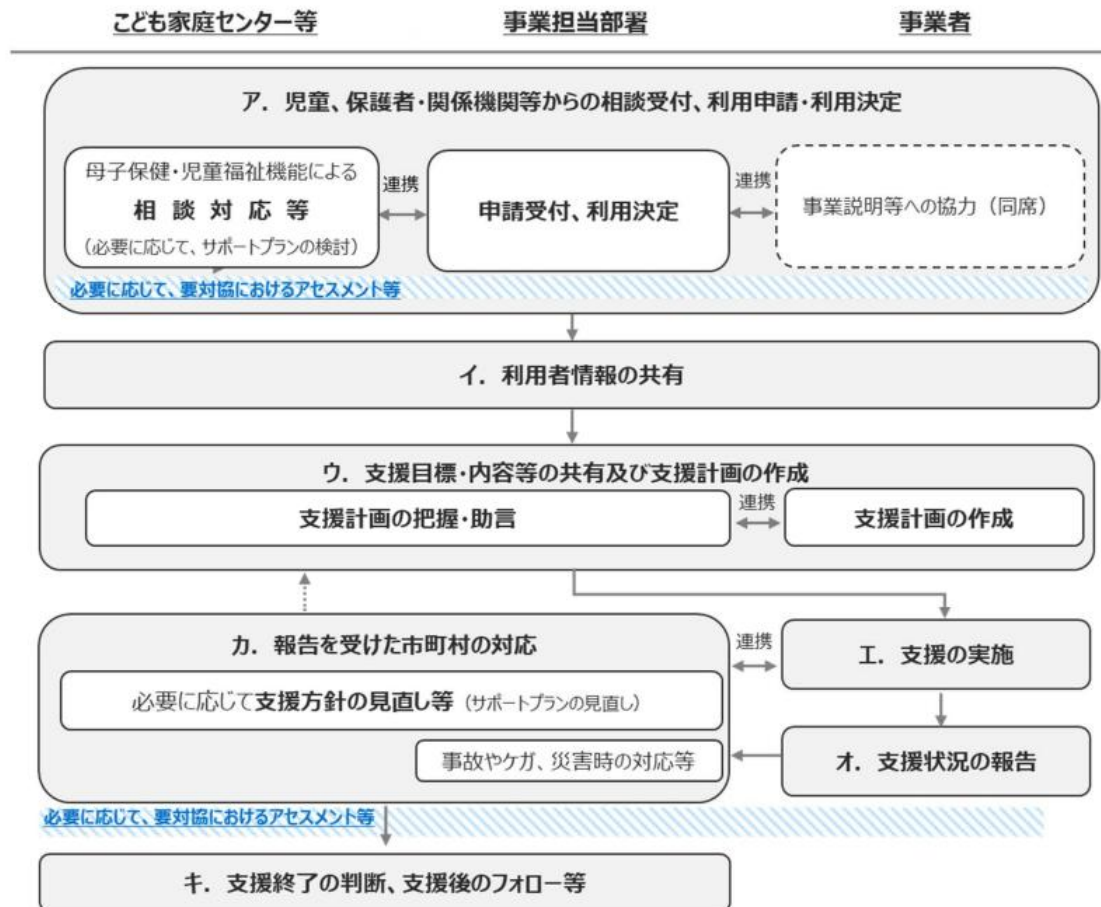 こども家庭センター等
事業担当部署
事業者
ア．児童、保護者・関係機関等からの相談受付、利用申請・利用決定
母子保健・児童福祉機能による
相談対応等
（必要に応じて、サポートプランの検討）
連携
申請受付、利用決定
連携
事業説明等への協力（同席）
必要に応じて、要対協におけるアセスメント等
イ．利用者情報の共有
ウ．支援目標・内容等の共有及び支援計画の作成
支援計画の把握・助言
連携
支援計画の作成
カ．報告を受けた市町村の対応
連携
エ．支援の実施
必要に応じて支援方針の見直し等（サポートプランの見直し）
事故やケガ、災害時の対応等
オ．支援状況の報告
必要に応じて、要対協におけるアセスメント等
キ．支援終了の判断、支援後のフォロー等